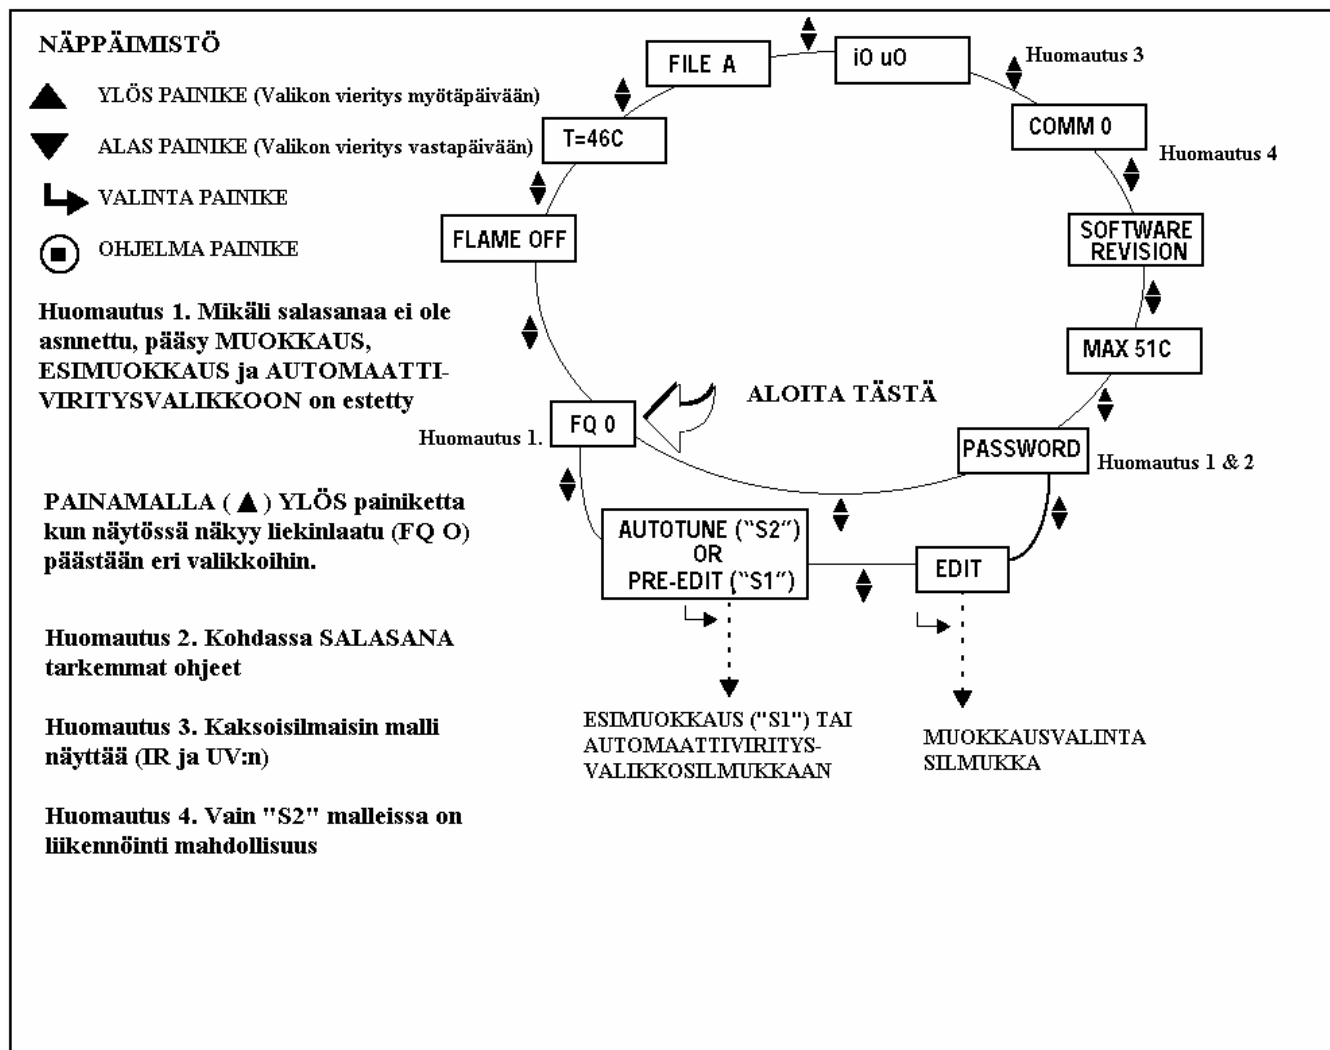 NÄPPÄIMISTÖ
YLÖS PAINIKE (Valikon vieritys myötäpäivään)
ALAS PAINIKE (Valikon vieritys vastapäivään)
VALINTA PAINIKE
OHJELMA PAINIKE
Huomautus 1. Mikäli salasanaa ei ole
asnnettu, pääsy MUOKKAUS,
ESIMUOKKAUS ja AUTOMAATTI-
VIRITYSVALIKKOON on estetty
PAINAMALLA ( ▲ ) YLÖS painiketta
kun näytössä näkyy liekinlaatu (FQ O)
päästään eri valikkoihin.
Huomautus 2. Kohdassa SALASANA
tarkemmat ohjeet
Huomautus 3. Kaksoisilmaisin malli
näyttää (IR ja UV:n)
Huomautus 4. Vain "S2" malleissa on
liikennöinti mahdollisuus
FILE A
iO uO
Huomautus 3
COMM 0
Huomautus 4
T=46C
FLAME OFF
SOFTWARE
REVISION
MAX 51C
ALOITA TÄSTÄ
FQ 0
Huomautus 1.
PASSWORD
Huomautus 1 & 2
AUTOTUNE (“S2”)
OR
PRE-EDIT (“S1”)
EDIT
ESIMUOKKAUS ("S1") TAI
AUTOMAATTIVIRITYS-
VALIKKOSILMUKKAAN
MUOKKAUSVALINTA
SILMUKKA